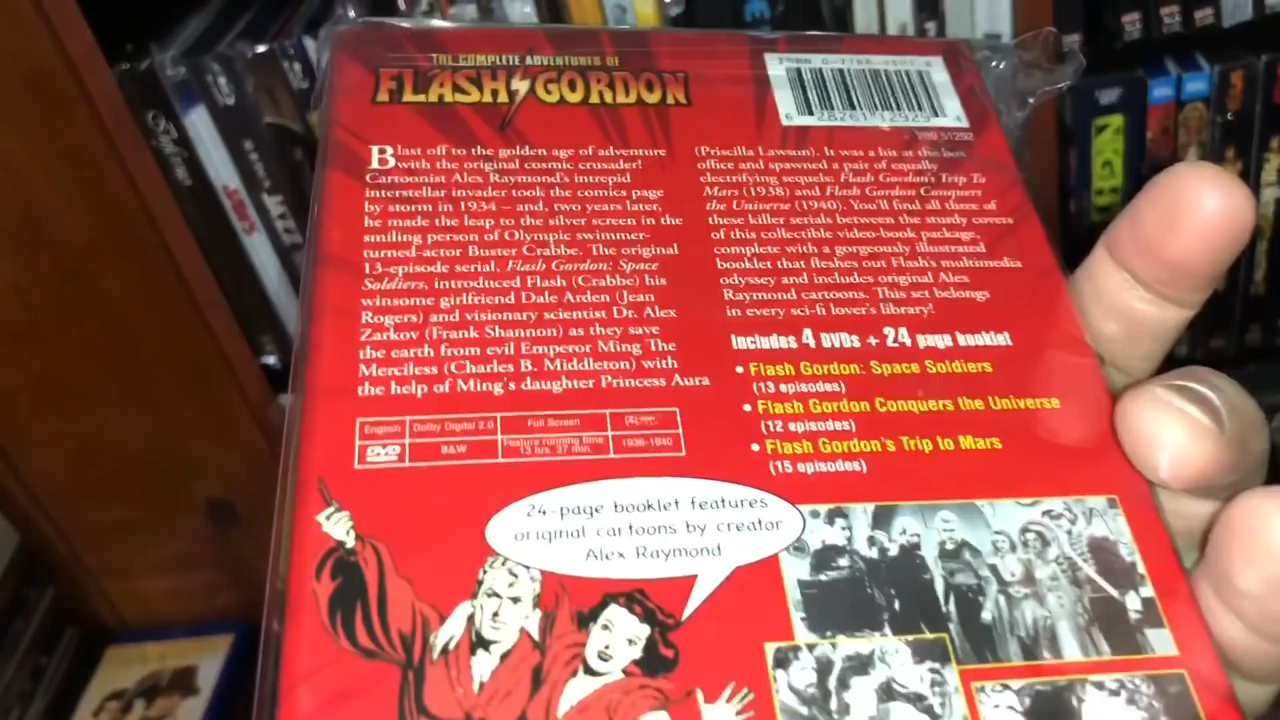 THE COMPLETE ADVENTURES OF
FLASH GORDON
6 28261 12929 4
Blast off to the golden age of adventure
with the original cosmic crusader!
Cartoonist Alex Raymond's intrepid
interstellar invader took the comics page
by storm in 1934 – and, two years later,
he made the leap to the silver screen in the
smiling person of Olympic swimmer-
turned-actor Buster Crabbe. The original
13-episode serial, Flash Gordon: Space
Soldiers, introduced Flash (Crabbe) his
winsome girlfriend Dale Arden (Jean
Rogers) and visionary scientist Dr. Alex
Zarkov (Frank Shannon) as they save
the earth from evil Emperor Ming The
Merciless (Charles B. Middleton) with
the help of Ming's daughter Princess Aura
(Priscilla Lawson). It was a hit at the box
office and spawned a pair of equally
electrifying sequels: Flash Gordon's Trip To
Mars (1938) and Flash Gordon Conquers
the Universe (1940). You'll find all three of
these killer serials between the sturdy covers
of this collectible video-book package,
complete with a gorgeously illustrated
booklet that fleshes out Flash's multimedia
odyssey and includes original Alex
Raymond cartoons. This set belongs
in every sci-fi lover's library!
Includes 4 DVDs + 24 page booklet
• Flash Gordon: Space Soldiers
(13 episodes)
• Flash Gordon Conquers the Universe
(12 episodes)
• Flash Gordon's Trip to Mars
(15 episodes)
English Dolby Digital 2.0 Full Screen
DVD B&W Feature running time 1936-1940
13 hrs. 37 min.
24-page booklet features
original cartoons by creator
Alex Raymond
JAWS